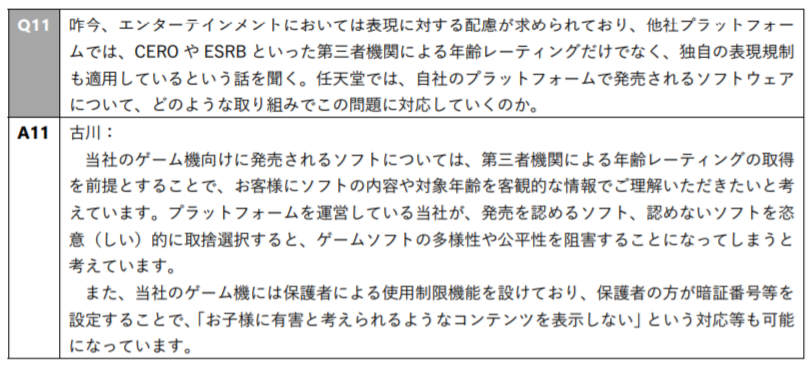 Q11 昨今、エンターテインメントにおいては表現に対する配慮が求められており、他社プラットフォー
ムでは、CERO や ESRB といった第三者機関による年齢レーティングだけでなく、独自の表現規制
も適用しているという話を聞く。任天堂では、自社のプラットフォームで発売されるソフトウェア
について、どのような取り組みでこの問題に対応していくのか。
A11 古川：
当社のゲーム機向けに発売されるソフトについては、第三者機関による年齢レーティングの取得
を前提とすることで、お客様にソフトの内容や対象年齢を客観的な情報でご理解いただきたいと考
えています。プラットフォームを運営している当社が、発売を認めるソフト、認めないソフトを恣
意（しい）的に取捨選択すると、ゲームソフトの多様性や公平性を阻害することになってしまうと
考えています。
また、当社のゲーム機には保護者による使用制限機能を設けており、保護者の方が暗証番号等を
設定することで、「お子様に有害と考えられるようなコンテンツを表示しない」という対応等も可能
になっています。